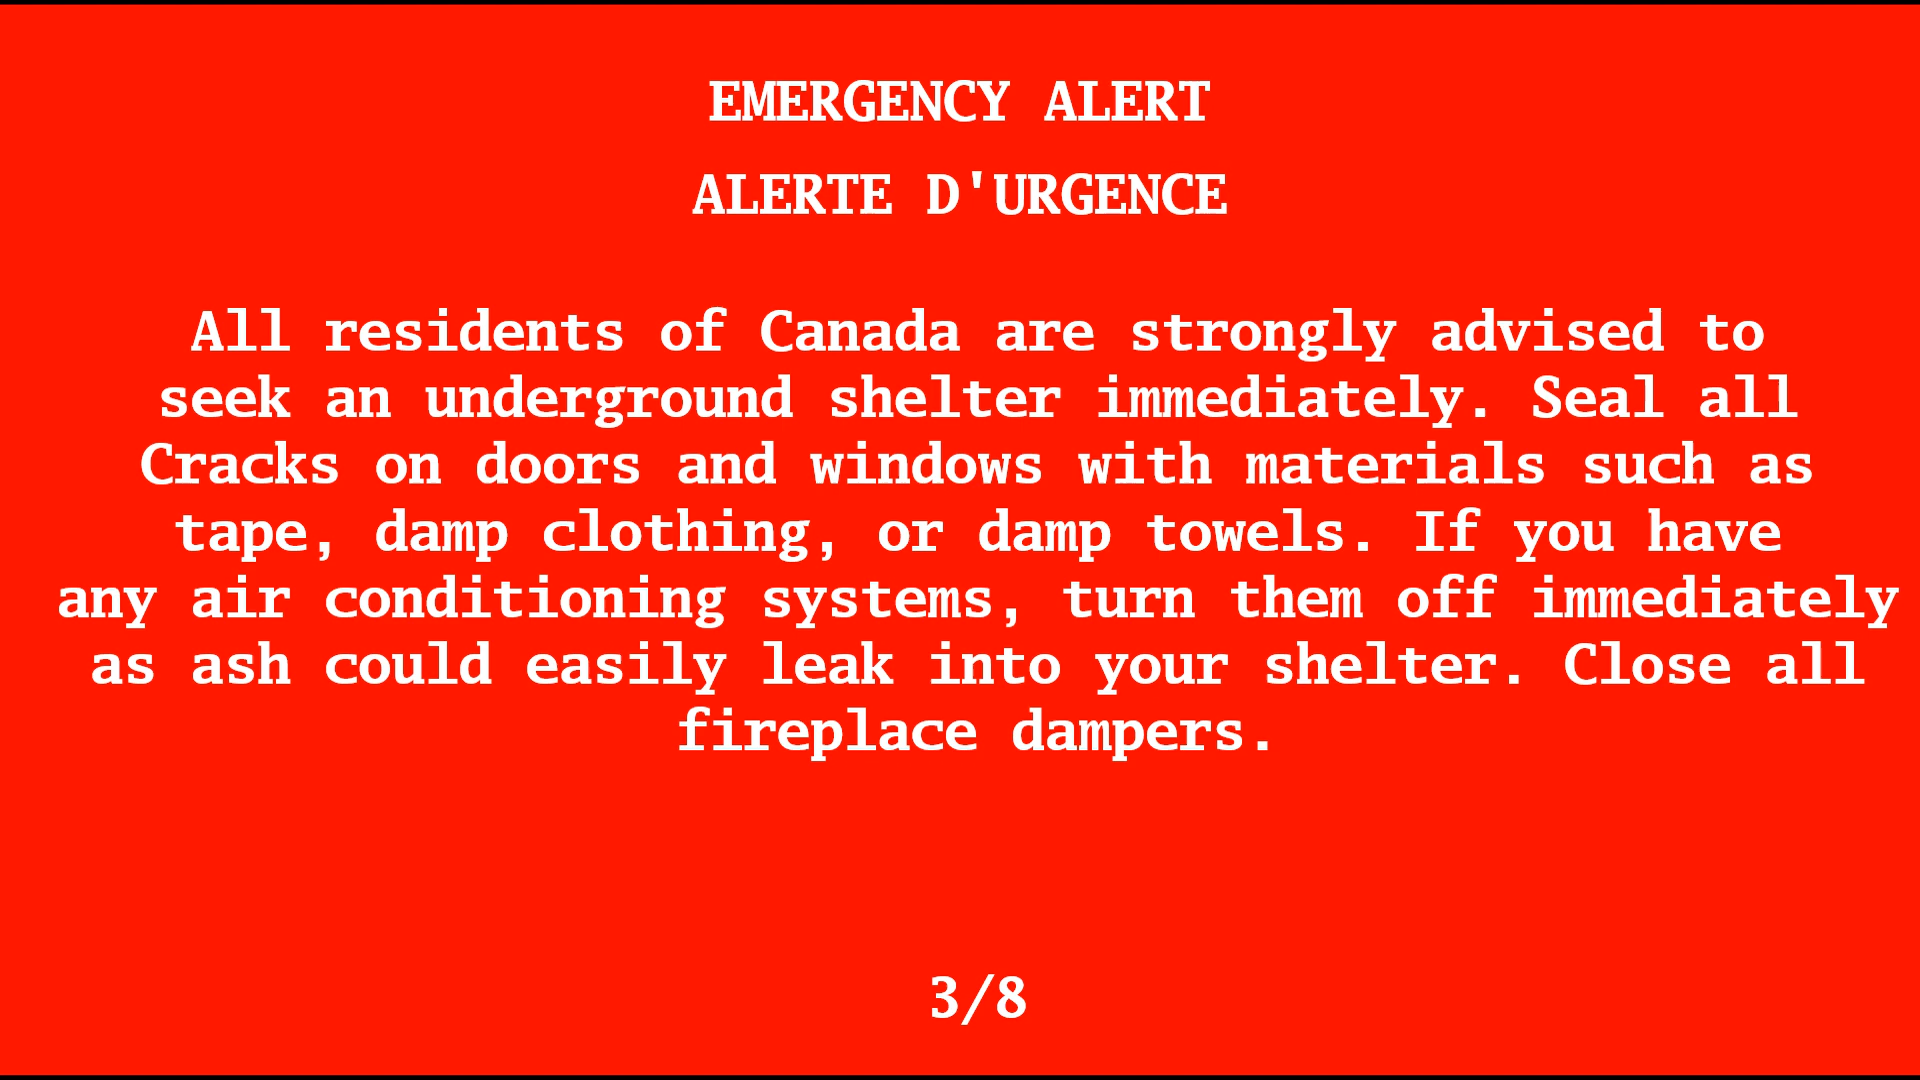 EMERGENCY ALERT
ALERTE D'URGENCE
All residents of Canada are strongly advised to
seek an underground shelter immediately. Seal all
Cracks on doors and windows with materials such as
tape, damp clothing, or damp towels. If you have
any air conditioning systems, turn them off immediately
as ash could easily leak into your shelter. Close all
fireplace dampers.
3/8